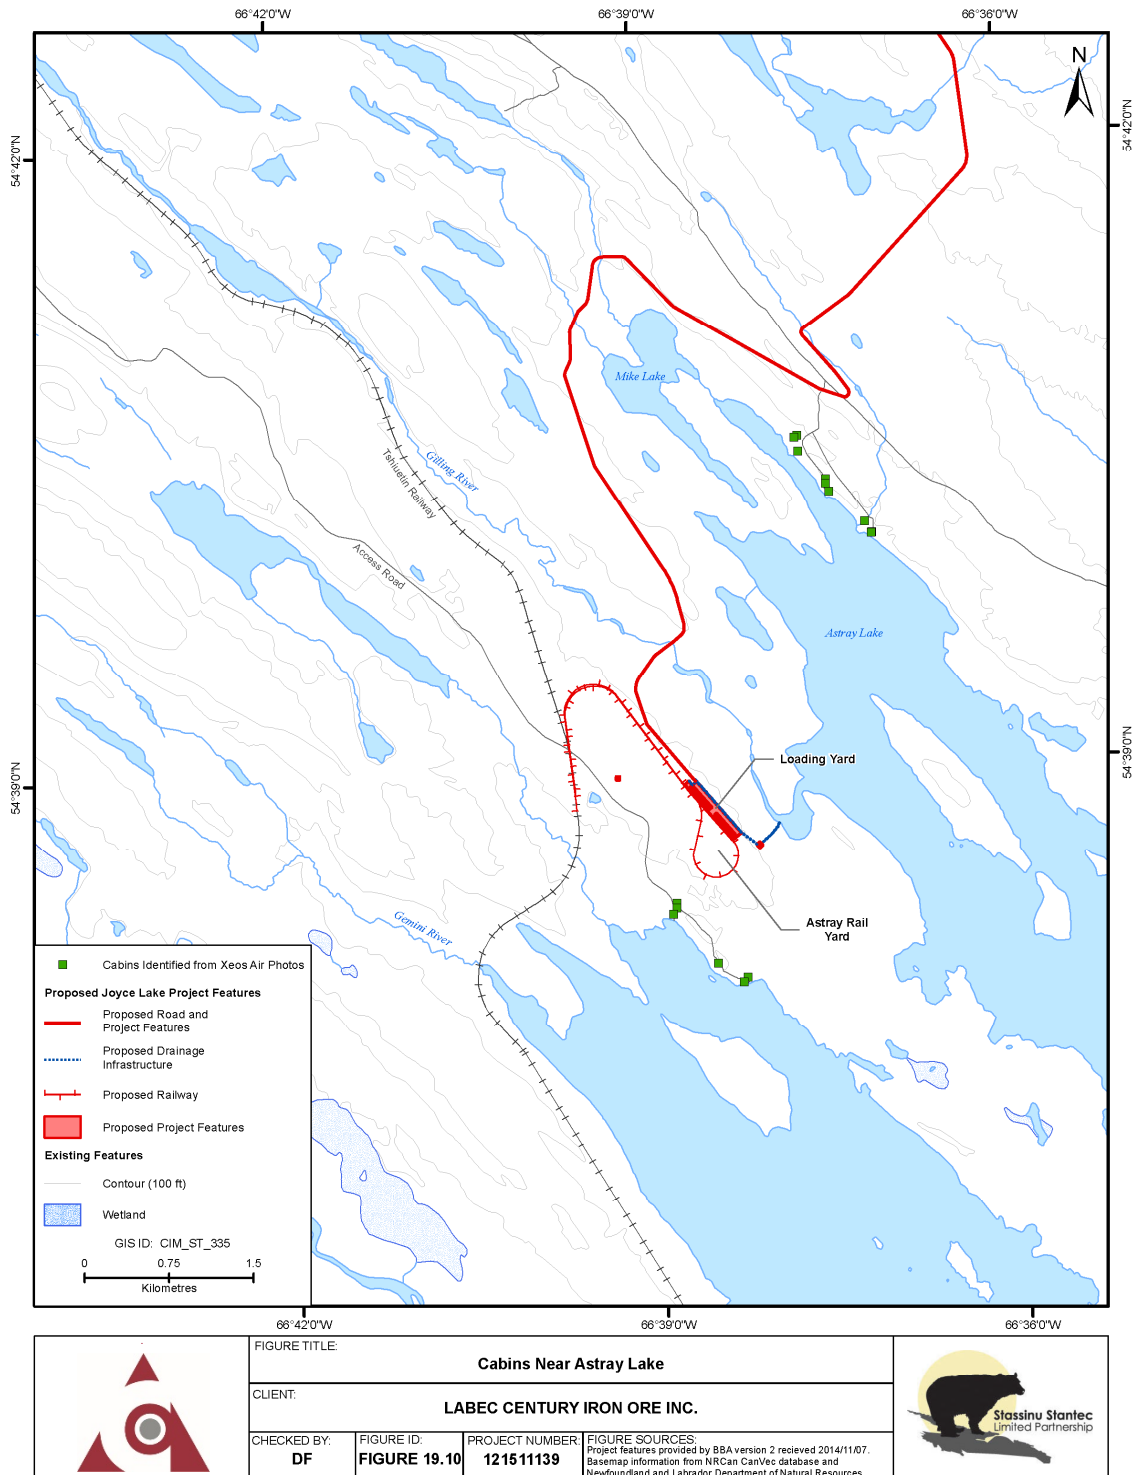 66°42'0"W
66°39'0"W
66°36'0"W
N
54°42'0"N
54°42'0"N
Mike Lake
Gilling River
Tshiuetin Railway
Access Road
Astray Lake
54°39'0"N
54°39'0"N
Loading Yard
Astray Rail
Yard
Gemini River
Cabins Identified from Xeos Air Photos
Proposed Joyce Lake Project Features
Proposed Road and
Project Features
Proposed Drainage
Infrastructure
Proposed Railway
Proposed Project Features
Existing Features
Contour (100 ft)
Wetland
GIS ID: CIM_ST_335
0 0.75 1.5
Kilometres
66°42'0"W
66°39'0"W
66°36'0"W
FIGURE TITLE:
Cabins Near Astray Lake
CLIENT:
LABEC CENTURY IRON ORE INC.
CHECKED BY:
DF
FIGURE ID:
FIGURE 19.10
PROJECT NUMBER:
121511139
FIGURE SOURCES:
Project features provided by BBA version 2 recieved 2014/11/07.
Basemap information from NRCan CanVec database and
Newfoundland and Labrador Department of Natural Resources
Stassinu Stantec
Limited Partnership